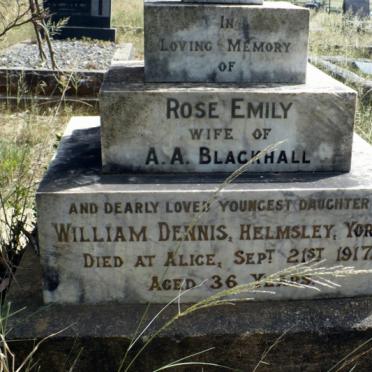 IN
LOVING MEMORY
OF
ROSE EMILY
WIFE OF
A. A. BLACKHALL
AND DEARLY LOVED YOUNGEST DAUGHTER
WILLIAM DENNIS, HELMSLEY, YOR
DIED AT ALICE, SEPT 21ST 1917.
AGED 36 YEARS.